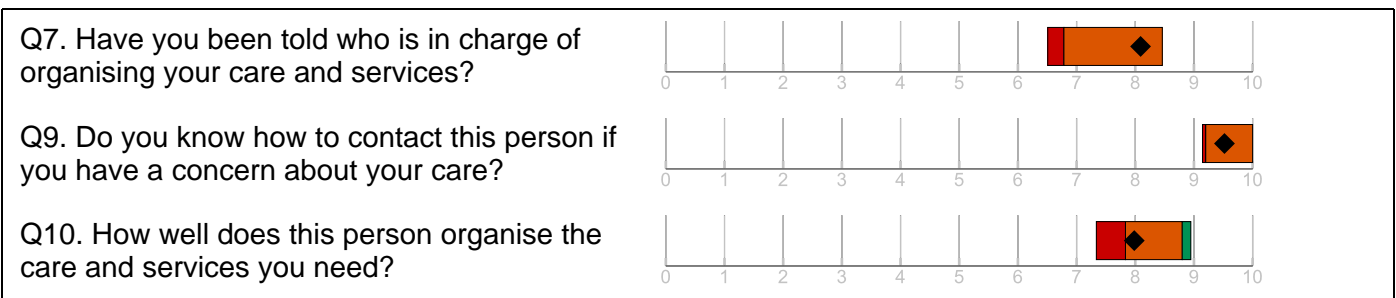 Q7. Have you been told who is in charge of
organising your care and services?
0 1 2 3 4 5 6 7 8 9 10
Q9. Do you know how to contact this person if
you have a concern about your care?
0 1 2 3 4 5 6 7 8 9 10
Q10. How well does this person organise the
care and services you need?
0 1 2 3 4 5 6 7 8 9 10